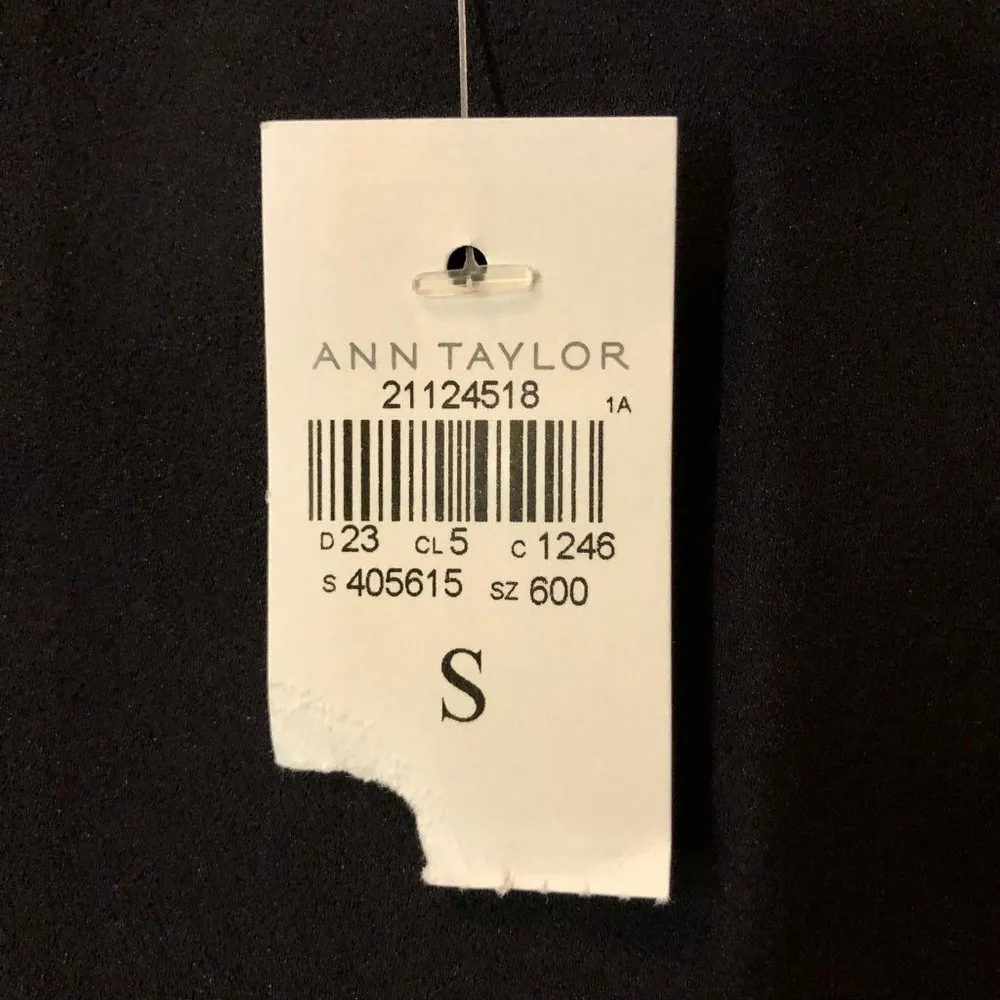 ANN TAYLOR
21124518
1A
D 23 CL 5 C 1246
S 405615 SZ 600
S